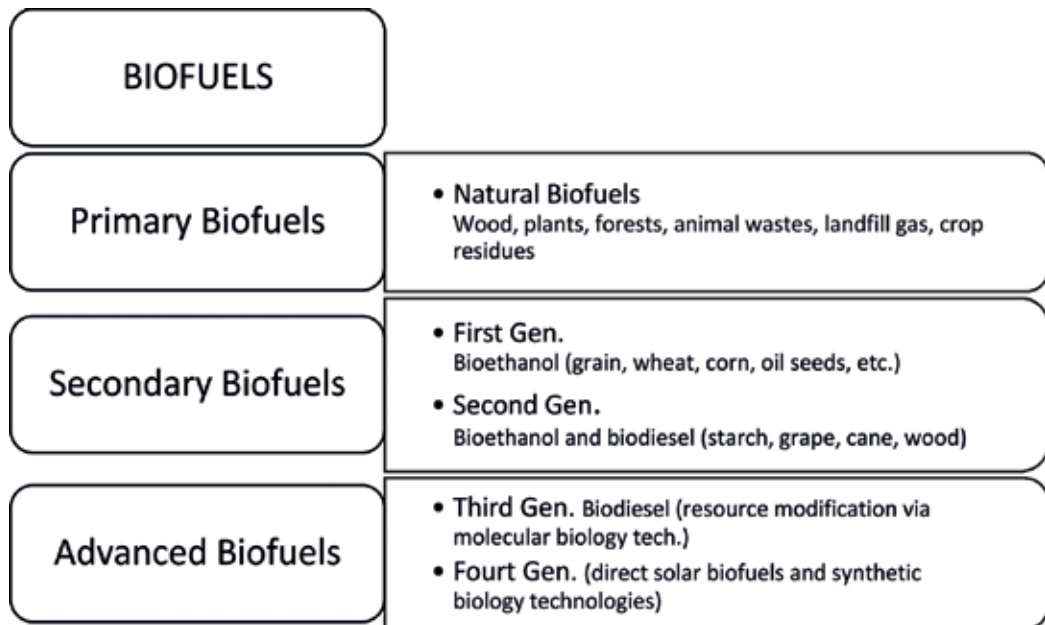 BIOFUELS
Primary Biofuels
• Natural Biofuels
Wood, plants, forests, animal wastes, landfill gas, crop
residues
Secondary Biofuels
• First Gen.
Bioethanol (grain, wheat, corn, oil seeds, etc.)
• Second Gen.
Bioethanol and biodiesel (starch, grape, cane, wood)
Advanced Biofuels
• Third Gen. Biodiesel (resource modification via
molecular biology tech.)
• Fourt Gen. (direct solar biofuels and synthetic
biology technologies)